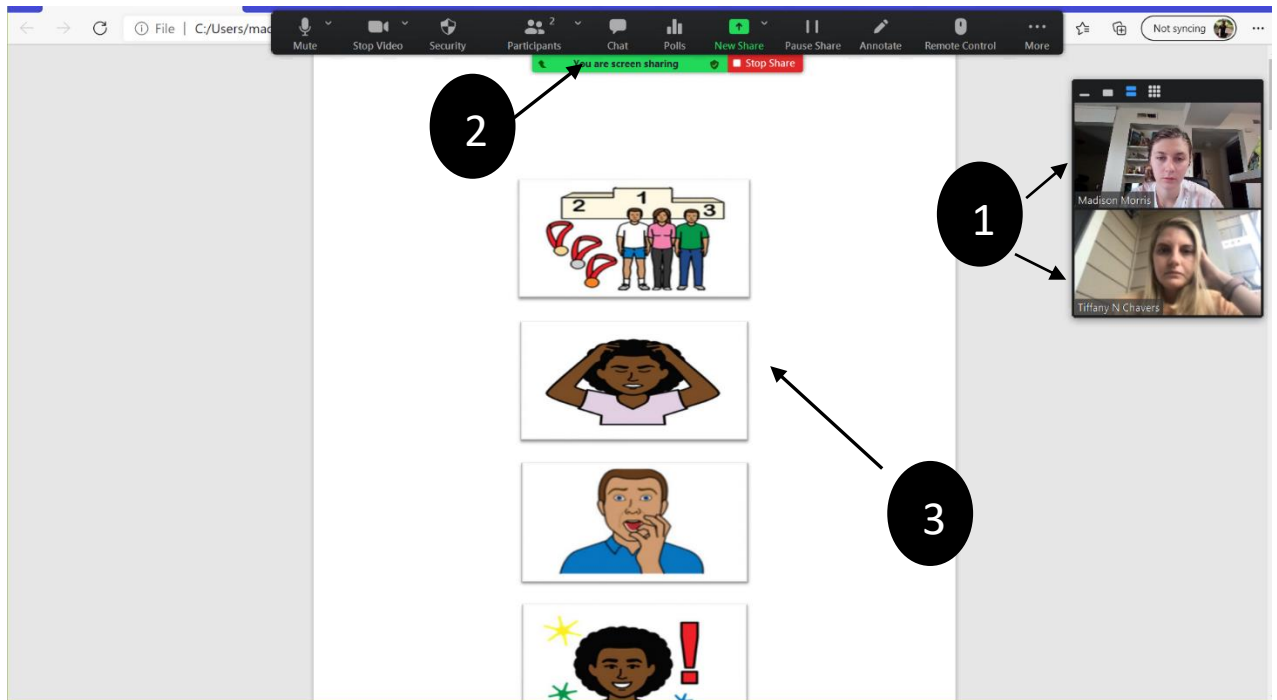 File | C:/Users/mad
2
Mute Stop Video Security Participants Chat Polls New Share Pause Share Annotate Remote Control More
Not syncing
You are screen sharing Stop Share
2
1
2 1 3
Madison Morris
Tiffany N Chavers
3
!